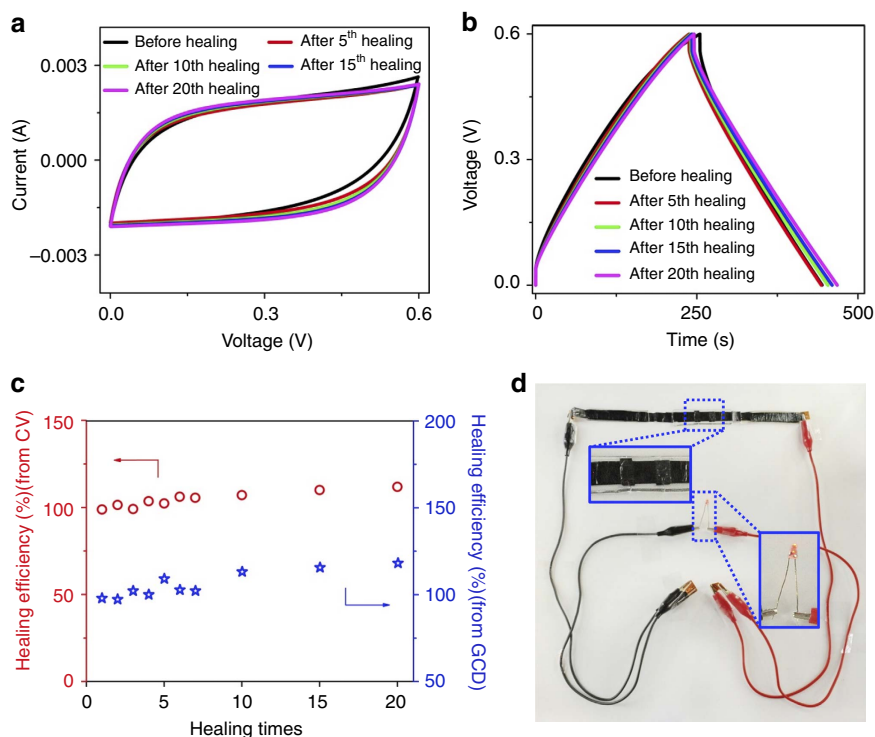 a
Before healing
After 5th healing
After 10th healing
After 15th healing
After 20th healing
0.003
0.000
−0.003
Current (A)
0.0
0.3
0.6
Voltage (V)
b
0.6
0.3
0.0
Voltage (V)
Before healing
After 5th healing
After 10th healing
After 15th healing
After 20th healing
0
250
500
Time (s)
c
150
100
50
0
Healing efficiency (%)(from CV)
200
150
100
50
Healing efficiency (%)(from GCD)
0
5
10
15
20
Healing times
d